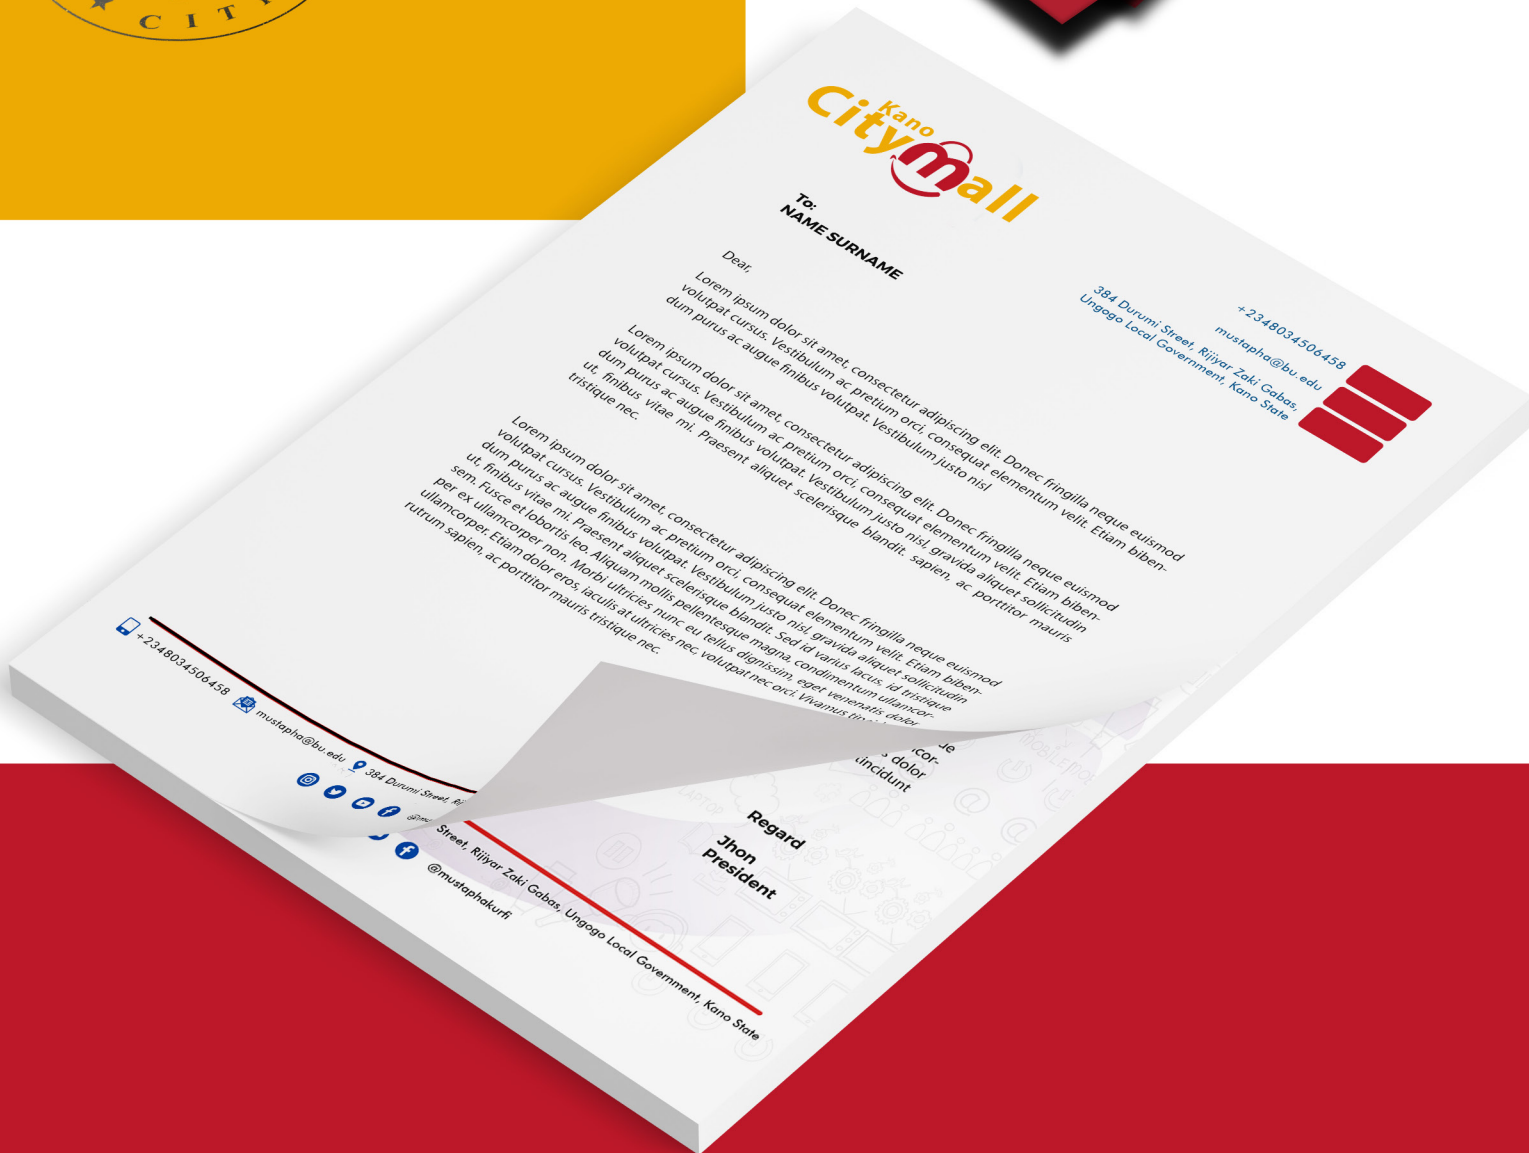 CIT
Kano
Citymall
To:
NAME SURNAME
+2348034506458
mustapha@bu.edu
384 Durumi Street, Rijiyar Zaki Gabas,
Ungogo Local Government, Kano State
Dear,
Lorem ipsum dolor sit amet, consectetur adipiscing elit. Donec fringilla neque euismod
volutpat cursus. Vestibulum ac pretium orci, consequat elementum velit. Etiam biben-
dum purus ac augue finibus volutpat. Vestibulum justo nisl
Lorem ipsum dolor sit amet, consectetur adipiscing elit. Donec fringilla neque euismod
volutpat cursus. Vestibulum ac pretium orci, consequat elementum velit. Etiam biben-
dum purus ac augue finibus volutpat. Vestibulum justo nisl, gravida aliquet sollicitudin
ut, finibus vitae mi. Praesent aliquet scelerisque blandit. sapien, ac porttitor mauris
tristique nec.
Lorem ipsum dolor sit amet, consectetur adipiscing elit. Donec fringilla neque euismod
volutpat cursus. Vestibulum ac pretium orci, consequat elementum velit. Etiam biben-
dum purus ac augue finibus volutpat. Vestibulum justo nisl, gravida aliquet sollicitudin
ut, finibus vitae mi. Praesent aliquet scelerisque blandit. Sed id varius lacus, id tristique
sem. Fusce et lobortis leo. Aliquam mollis pellentesque magna, condimentum ullamcor-
per ex ullamcorper non. Morbi ultricies nunc eu tellus dignissim, eget venenatis dolor
ullamcorper. Etiam dolor eros, iaculis at ultricies nec, volutpat nec orci. Vivamus
rutrum sapien, ac porttitor mauris tristique nec.
ue
cor-
s dolor
tincidunt
Regard
Jhon
President
+2348034506458
mustapha@bu.edu
384 Durumi Street,
Street, Rijiyar Zaki Gabas, Ungogo Local Government, Kano State
@mustaphakurfi